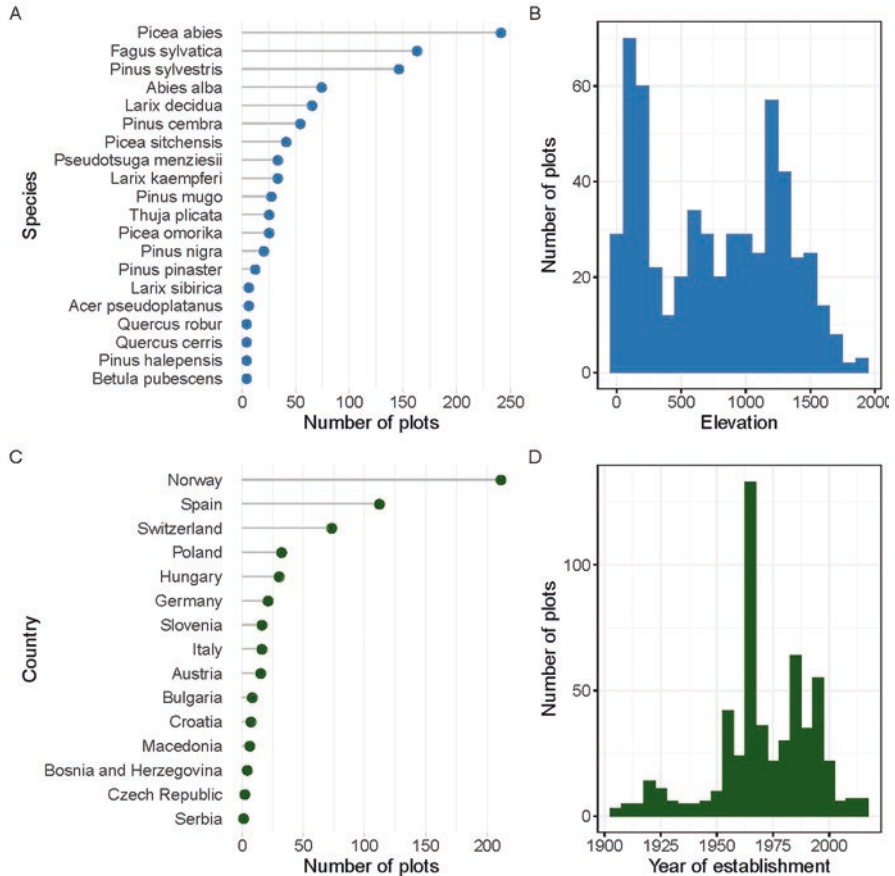 A
Picea abies
Fagus sylvatica
Pinus sylvestris
Abies alba
Larix decidua
Pinus cembra
Picea sitchensis
Pseudotsuga menziesii
Larix kaempferi
Pinus mugo
Thuja plicata
Picea omorika
Pinus nigra
Pinus pinaster
Larix sibirica
Acer pseudoplatanus
Quercus robur
Quercus cerris
Pinus halepensis
Betula pubescens
Species
0 50 100 150 200 250
Number of plots
B
60
40
20
0
Number of plots
0 500 1000 1500 2000
Elevation
C
Norway
Spain
Switzerland
Poland
Hungary
Germany
Slovenia
Italy
Austria
Bulgaria
Croatia
Macedonia
Bosnia and Herzegovina
Czech Republic
Serbia
Country
0 50 100 150 200
Number of plots
D
100
50
0
Number of plots
1900 1925 1950 1975 2000
Year of establishment